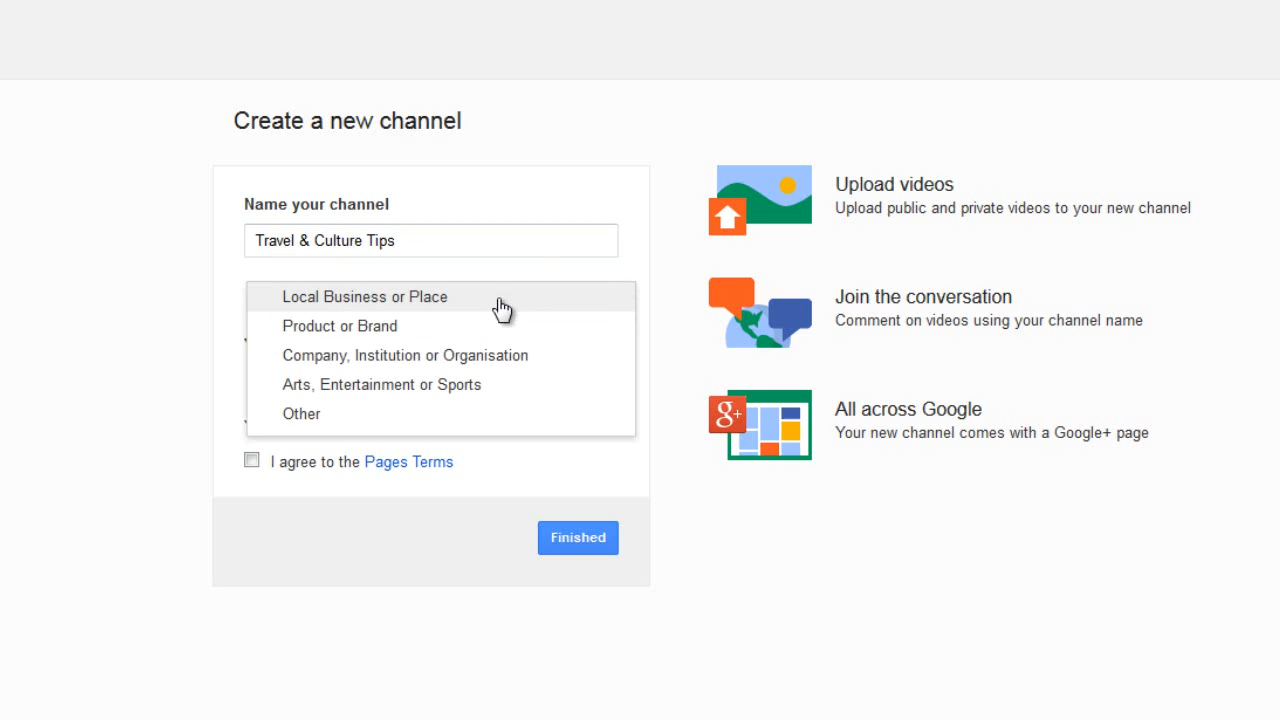 Create a new channel
Name your channel
Travel & Culture Tips
Local Business or Place
Product or Brand
Company, Institution or Organisation
Arts, Entertainment or Sports
Other
I agree to the Pages Terms
Finished
Upload videos
Upload public and private videos to your new channel
Join the conversation
Comment on videos using your channel name
g+
All across Google
Your new channel comes with a Google+ page